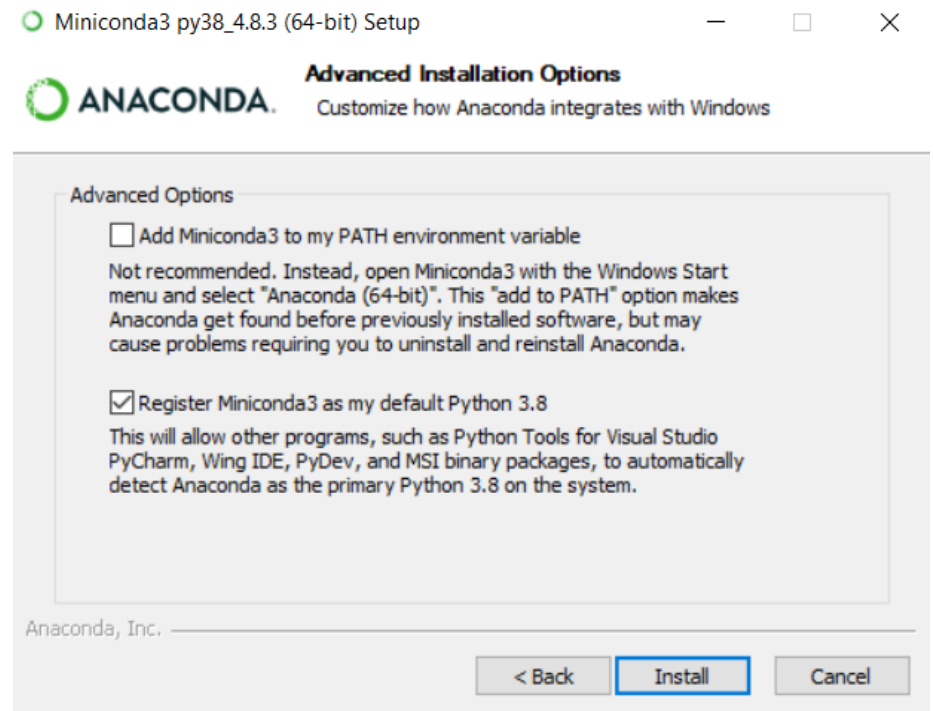 Miniconda3 py38_4.8.3 (64-bit) Setup
ANACONDA.
Advanced Installation Options
Customize how Anaconda integrates with Windows
Advanced Options
Add Miniconda3 to my PATH environment variable
Not recommended. Instead, open Miniconda3 with the Windows Start
menu and select "Anaconda (64-bit)". This "add to PATH" option makes
Anaconda get found before previously installed software, but may
cause problems requiring you to uninstall and reinstall Anaconda.
Register Miniconda3 as my default Python 3.8
This will allow other programs, such as Python Tools for Visual Studio
PyCharm, Wing IDE, PyDev, and MSI binary packages, to automatically
detect Anaconda as the primary Python 3.8 on the system.
Anaconda, Inc.
< Back Install Cancel